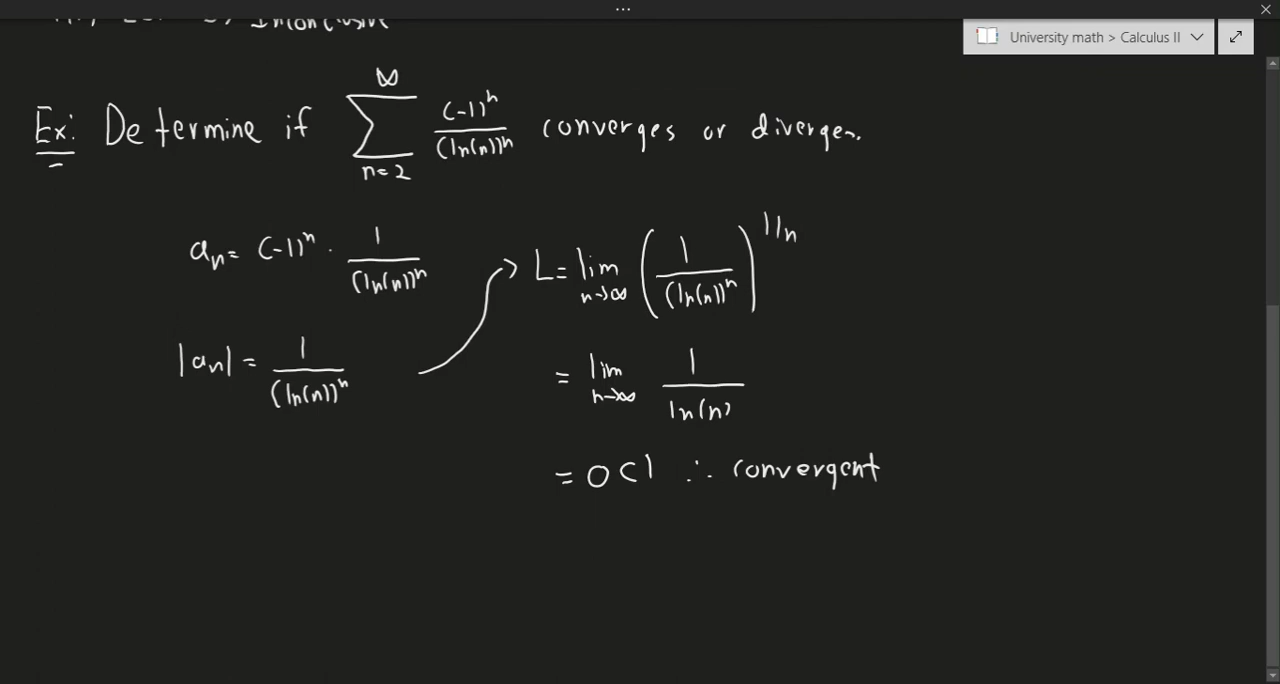 Inconclusive
University math > Calculus II
Ex: Determine if ∑_{n=2}^{∞} (-1)^n / (ln(n))^n converges or diverges.
a_n = (-1)^n · 1/(ln(n))^n
|a_n| = 1/(ln(n))^n
L = lim_{n→∞} (1/(ln(n))^n)^{1/n}
= lim_{n→∞} 1/ln(n)
= 0 < 1 ∴ convergent